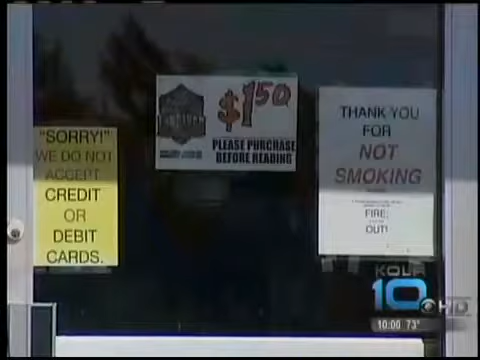 "SORRY!"
WE DO NOT
ACCEPT
CREDIT
OR
DEBIT
CARDS.
$1.50
PLEASE PURCHASE
BEFORE READING
THANK YOU
FOR
NOT
SMOKING
FIRE:
OUT!
KOLR
10 HD
10:00 73°